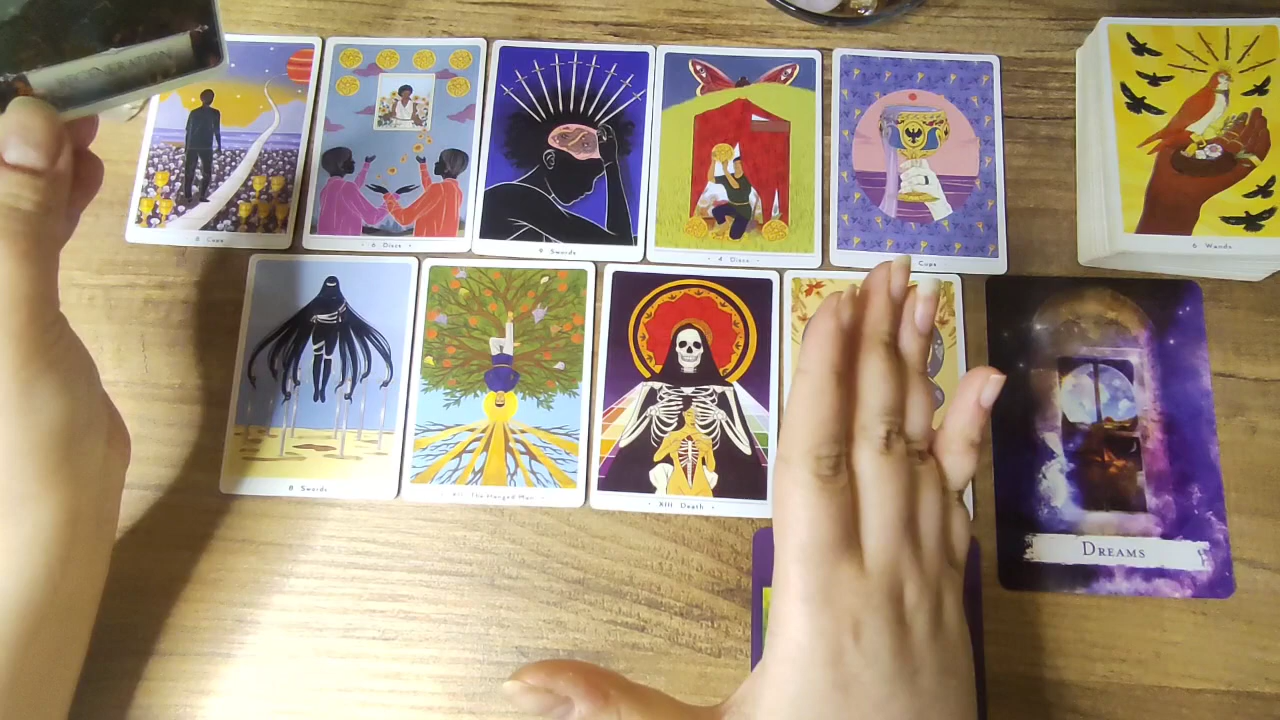 8 Cups
· 6 Discs ·
9 Swords
· 4 Discs ·
Cups
6 Wands
8 Swords
· XII. The Hanged Man ·
· XIII. Death ·
DREAMS